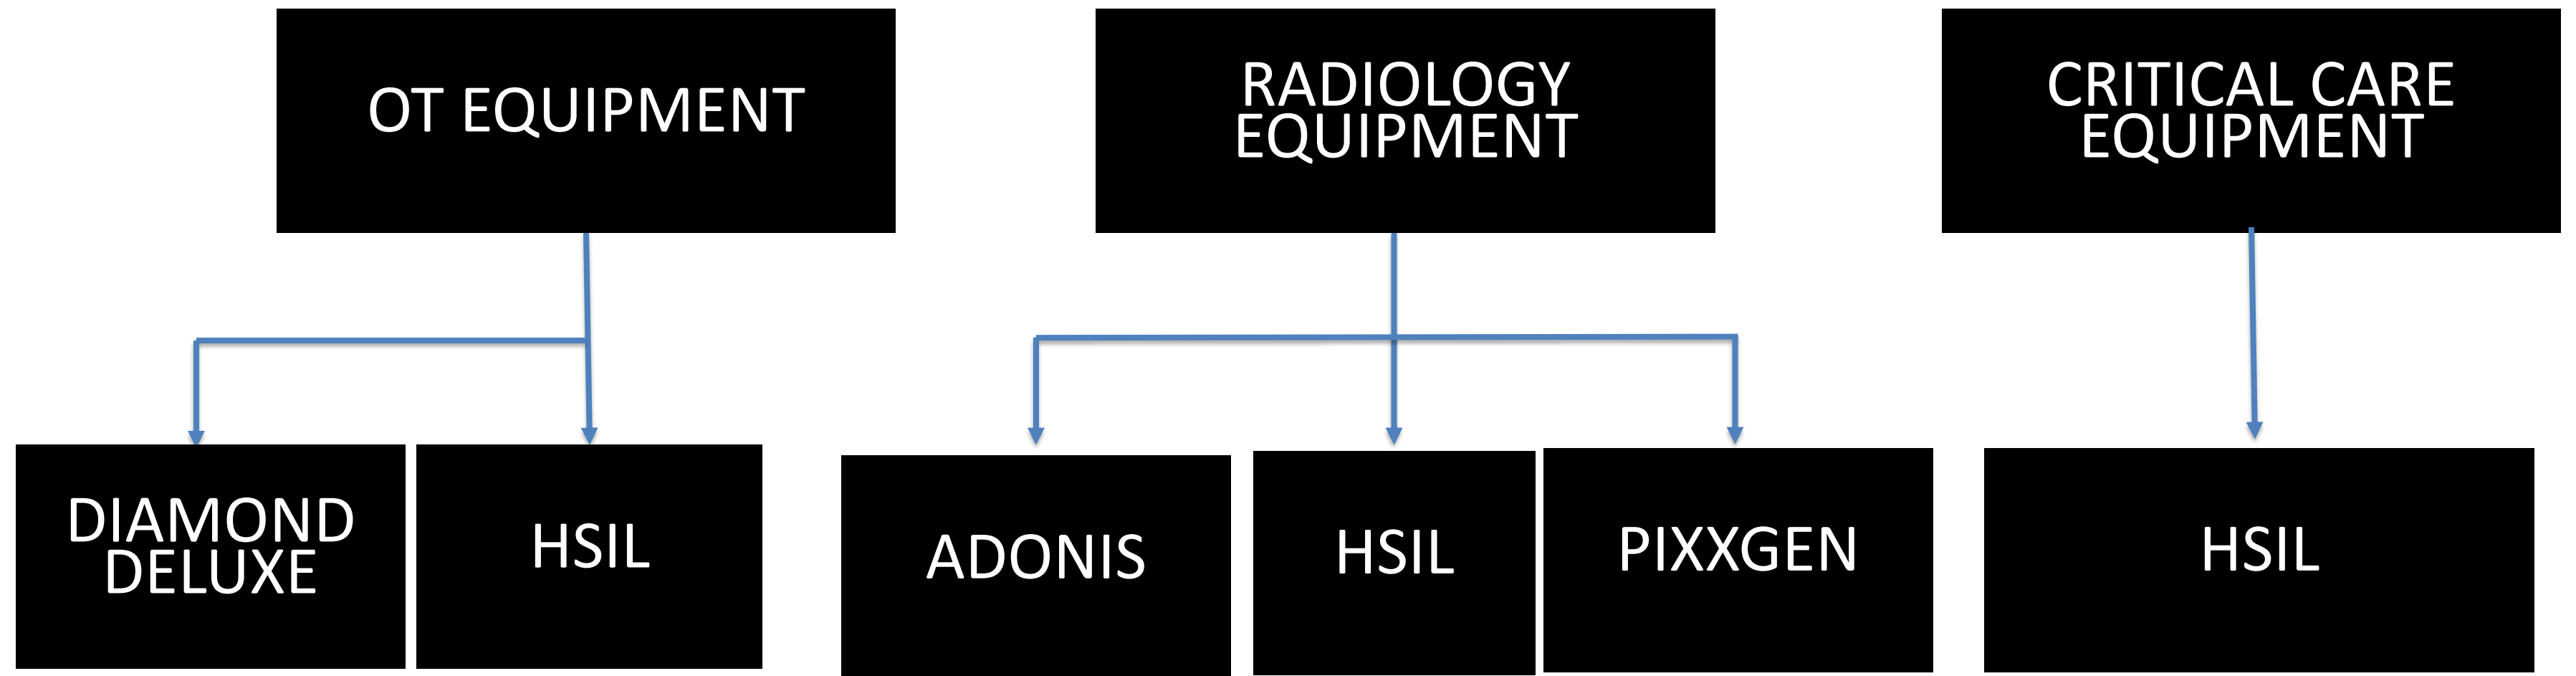 OT EQUIPMENT
RADIOLOGY
EQUIPMENT
CRITICAL CARE
EQUIPMENT
DIAMOND
DELUXE
HSIL
ADONIS
HSIL
PIXXGEN
HSIL